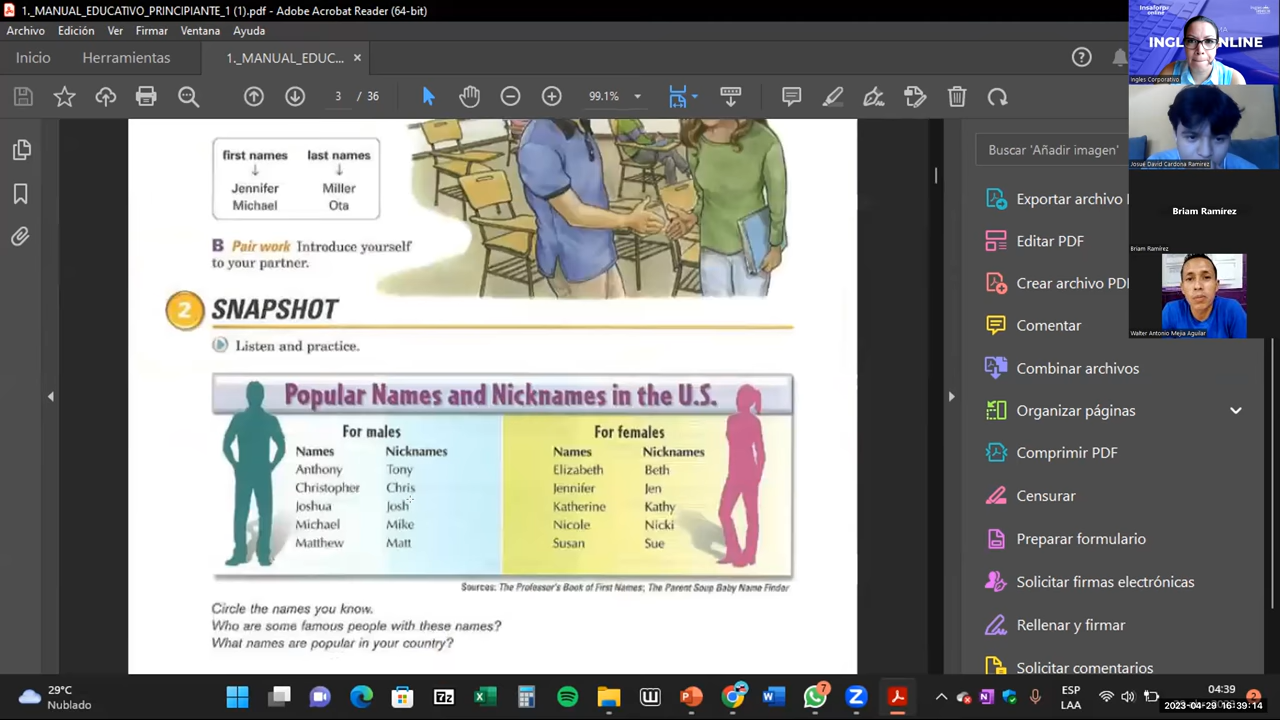 1._MANUAL_EDUCATIVO_PRINCIPIANTE_1 (1).pdf - Adobe Acrobat Reader (64-bit)
Archivo Edición Ver Firmar Ventana Ayuda
Inicio Herramientas 1._MANUAL_EDUC... ×
3 / 36 99.1%
first names last names
Jennifer Miller
Michael Ota
B Pair work Introduce yourself
to your partner.
2 SNAPSHOT
Listen and practice.
Popular Names and Nicknames in the U.S.
For males
Names Nicknames
Anthony Tony
Christopher Chris
Joshua Josh
Michael Mike
Matthew Matt
For females
Names Nicknames
Elizabeth Beth
Jennifer Jen
Katherine Kathy
Nicole Nicki
Susan Sue
Sources: The Professor's Book of First Names; The Parent Soup Baby Name Finder
Circle the names you know.
Who are some famous people with these names?
What names are popular in your country?
Buscar 'Añadir imagen'
Exportar archivo
Editar PDF
Crear archivo PDF
Comentar
Combinar archivos
Organizar páginas
Comprimir PDF
Censurar
Preparar formulario
Solicitar firmas electrónicas
Rellenar y firmar
Solicitar comentarios
Insaforp
online
INGL ONLINE
Ingles Corporativo
Josue David Cardona Ramirez
Briam Ramírez
Briam Ramírez
Walter Antonio Mejia Aguilar
29°C
Nublado
7
ESP
LAA
04:39
2
2023-04-29 16:39:14